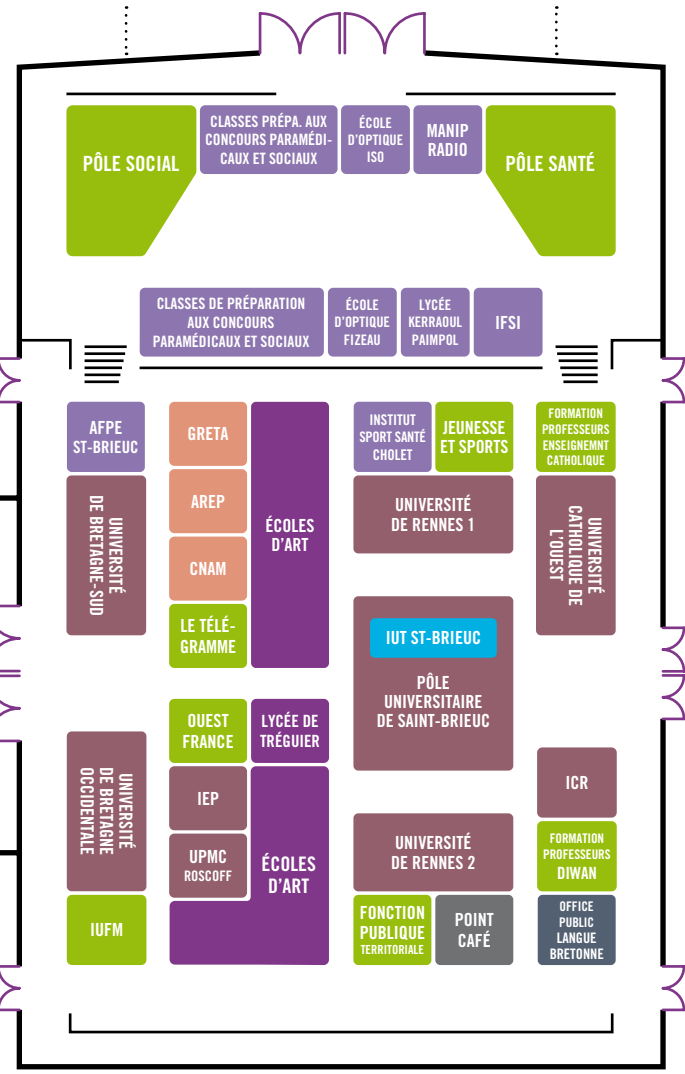 PÔLE SOCIAL
CLASSES PRÉPA. AUX
CONCOURS PARAMÉDI-
CAUX ET SOCIAUX
ÉCOLE
D'OPTIQUE
ISO
MANIP
RADIO
PÔLE SANTÉ
CLASSES DE PRÉPARATION
AUX CONCOURS
PARAMÉDICAUX ET SOCIAUX
ÉCOLE
D'OPTIQUE
FIZEAU
LYCÉE
KERRAOUL
PAIMPOL
IFSI
AFPE
ST-BRIEUC
GRETA
ÉCOLES
D'ART
INSTITUT
SPORT SANTÉ
CHOLET
JEUNESSE
ET SPORTS
FORMATION
PROFESSEURS
ENSEIGNEMNT
CATHOLIQUE
UNIVERSITÉ
DE BRETAGNE-SUD
AREP
CNAM
LE TÉLÉ-
GRAMME
UNIVERSITÉ
DE RENNES 1
UNIVERSITÉ
CATHOLIQUE DE
L'OUEST
IUT ST-BRIEUC
PÔLE
UNIVERSITAIRE
DE SAINT-BRIEUC
OUEST
FRANCE
LYCÉE DE
TRÉGUIER
UNIVERSITÉ
DE BRETAGNE
OCCIDENTALE
IEP
UPMC
ROSCOFF
ÉCOLES
D'ART
UNIVERSITÉ
DE RENNES 2
ICR
FORMATION
PROFESSEURS
DIWAN
IUFM
FONCTION
PUBLIQUE
TERRITORIALE
POINT
CAFÉ
OFFICE
PUBLIC
LANGUE
BRETONNE